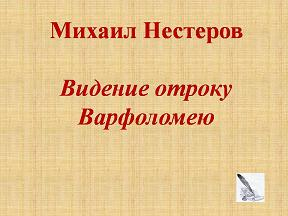 Михаил Нестеров
Видение отроку
Варфоломею